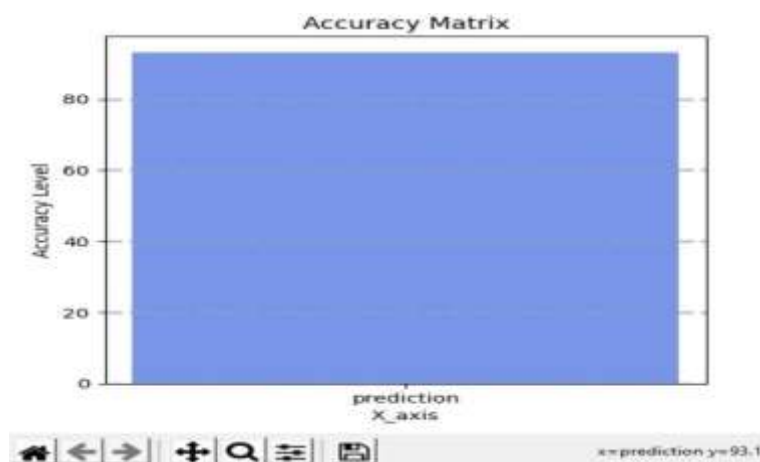 Accuracy Matrix
Accuracy Level
80
60
40
20
0
prediction
X_axis
x=prediction y=93.1